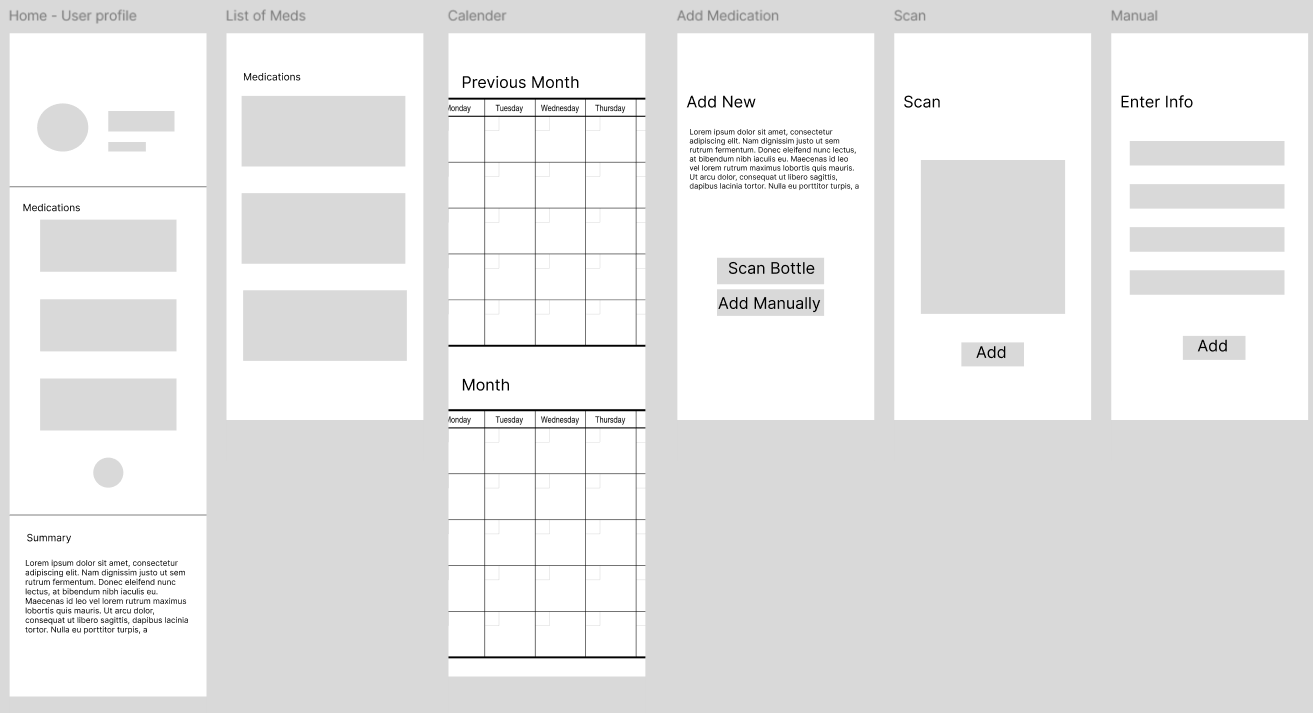 Home - User profile
List of Meds
Calender
Add Medication
Scan
Manual
Medications
Summary
Lorem ipsum dolor sit amet, consectetur
adipiscing elit. Nam dignissim justo ut sem
rutrum fermentum. Donec eleifend nunc
lectus, at bibendum nibh iaculis eu.
Maecenas id leo vel lorem rutrum maximus
lobortis quis mauris. Ut arcu dolor,
consequat ut libero sagittis, dapibus lacinia
tortor. Nulla eu porttitor turpis, a
Medications
Previous Month
Monday Tuesday Wednesday Thursday
Month
Monday Tuesday Wednesday Thursday
Add New
Lorem ipsum dolor sit amet, consectetur
adipiscing elit. Nam dignissim justo ut sem
rutrum fermentum. Donec eleifend nunc lectus,
at bibendum nibh iaculis eu. Maecenas id leo
vel lorem rutrum maximus lobortis quis mauris.
Ut arcu dolor, consequat ut libero sagittis,
dapibus lacinia tortor. Nulla eu porttitor turpis, a
Scan Bottle
Add Manually
Scan
Add
Enter Info
Add